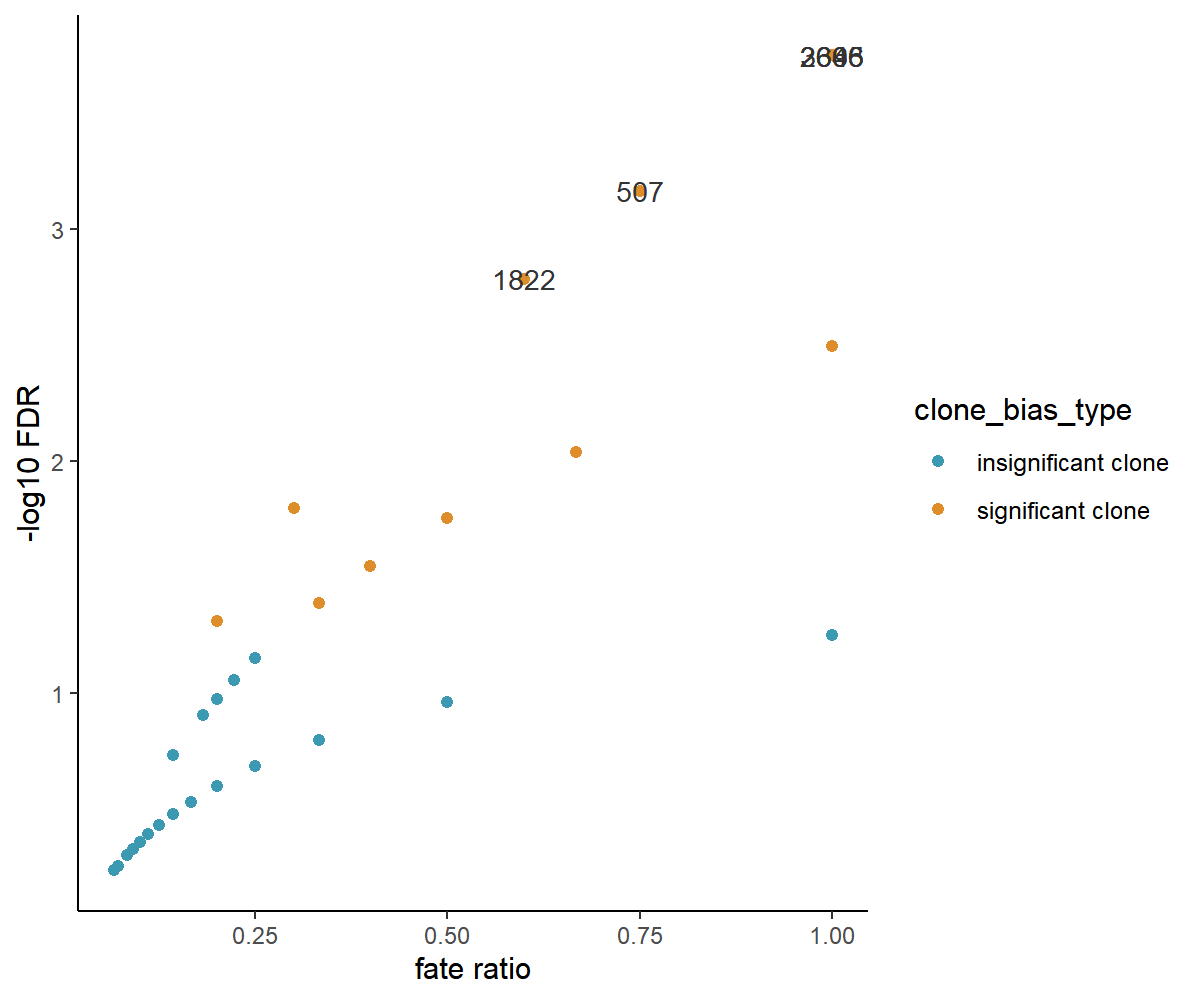 507
1822
3
2
1
-log10 FDR
0.25
0.50
0.75
1.00
fate ratio
clone_bias_type
insignificant clone
significant clone